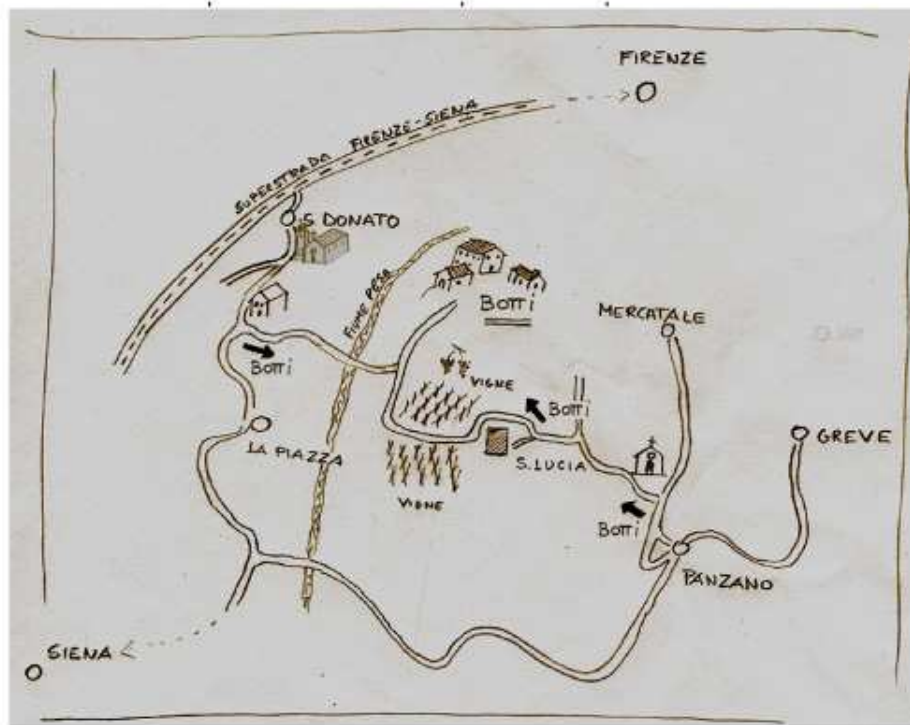 FIRENZE
SUPERSTRADA FIRENZE-SIENA
S. DONATO
FIUME PESA
BOTTI
MERCATALE
BOTTI
VIGNE
BOTTI
GREVE
LA PIAZZA
S. LUCIA
VIGNE
BOTTI
PANZANO
SIENA